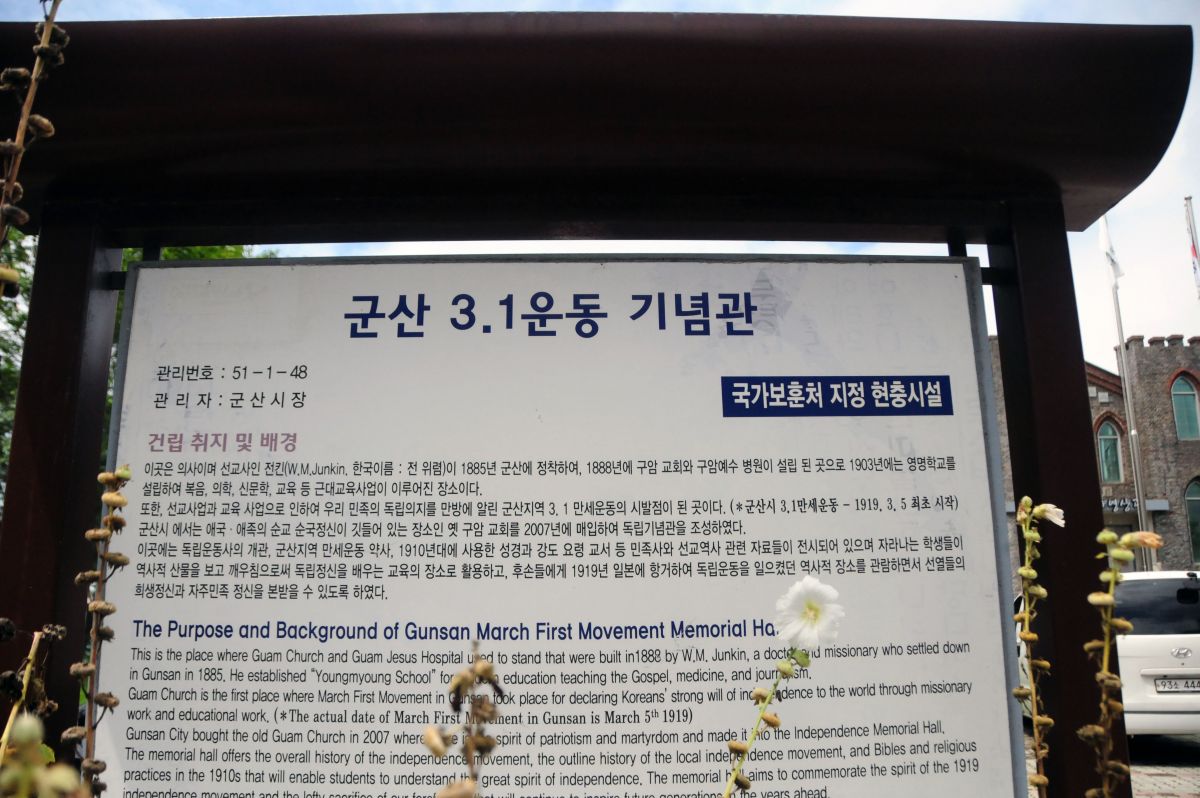 군산 3.1운동 기념관
관리번호 : 51-1-48
관 리 자 : 군산시장
국가보훈처 지정 현충시설
건립 취지 및 배경
이곳은 의사이며 선교사인 전킨(W,M,Junkin, 한국이름 : 전 위렴)이 1885년 군산에 정착하여, 1888년에 구암 교회와 구암예수 병원이 설립 된 곳으로 1903년에는 영명학교를
설립하여 복음, 의학, 신문학, 교육 등 근대교육사업이 이루어진 장소이다.
또한, 선교사업과 교육 사업으로 인하여 우리 민족의 독립의지를 만방에 알린 군산지역 3. 1 만세운동의 시발점이 된 곳이다. (*군산시 3.1만세운동 - 1919. 3. 5 최초 시작)
군산시 에서는 애국·애족의 순교 순국정신이 깃들어 있는 장소인 옛 구암 교회를 2007년에 매입하여 독립기념관을 조성하였다.
이곳에는 독립운동사의 개관, 군산지역 만세운동 약사, 1910년대에 사용한 성경과 강도 요령 교서 등 민족사와 선교역사 관련 자료들이 전시되어 있으며 자라나는 학생들이
역사적 산물을 보고 깨우침으로써 독립정신을 배우는 교육의 장소로 활용하고, 후손들에게 1919년 일본에 항거하여 독립운동을 일으켰던 역사적 장소를 관람하면서 선열들의
희생정신과 자주민족 정신을 본받을 수 있도록 하였다.
The Purpose and Background of Gunsan March First Movement Memorial
This is the place where Guam Church and Guam Jesus Hospital used to stand that were built in1888 by W,M, Junkin, a doctor and missionary who settled down
in Gunsan in 1885. He established “Youngmyoung School” for education teaching the Gospel, medicine, and journalism.
Guam Church is the first place where March First Movement in Gunsan took place for declaring Koreans' strong will of independence to the world through missionary
work and educational work. (*The actual date of March First Movement in Gunsan is March 5th 1919)
Gunsan City bought the old Guam Church in 2007 where spirit of patriotism and martyrdom and made it into the Independence Memorial Hall.
The memorial hall offers the overall history of the independence movement, the outline history of the local independence movement, and Bibles and religious
practices in the 1910s that will enable students to understand great spirit of independence. The memorial hall aims to commemorate the spirit of the 1919
independence movement and the lofty sacrifice of our that will continue to inspire future generations in the years ahead.